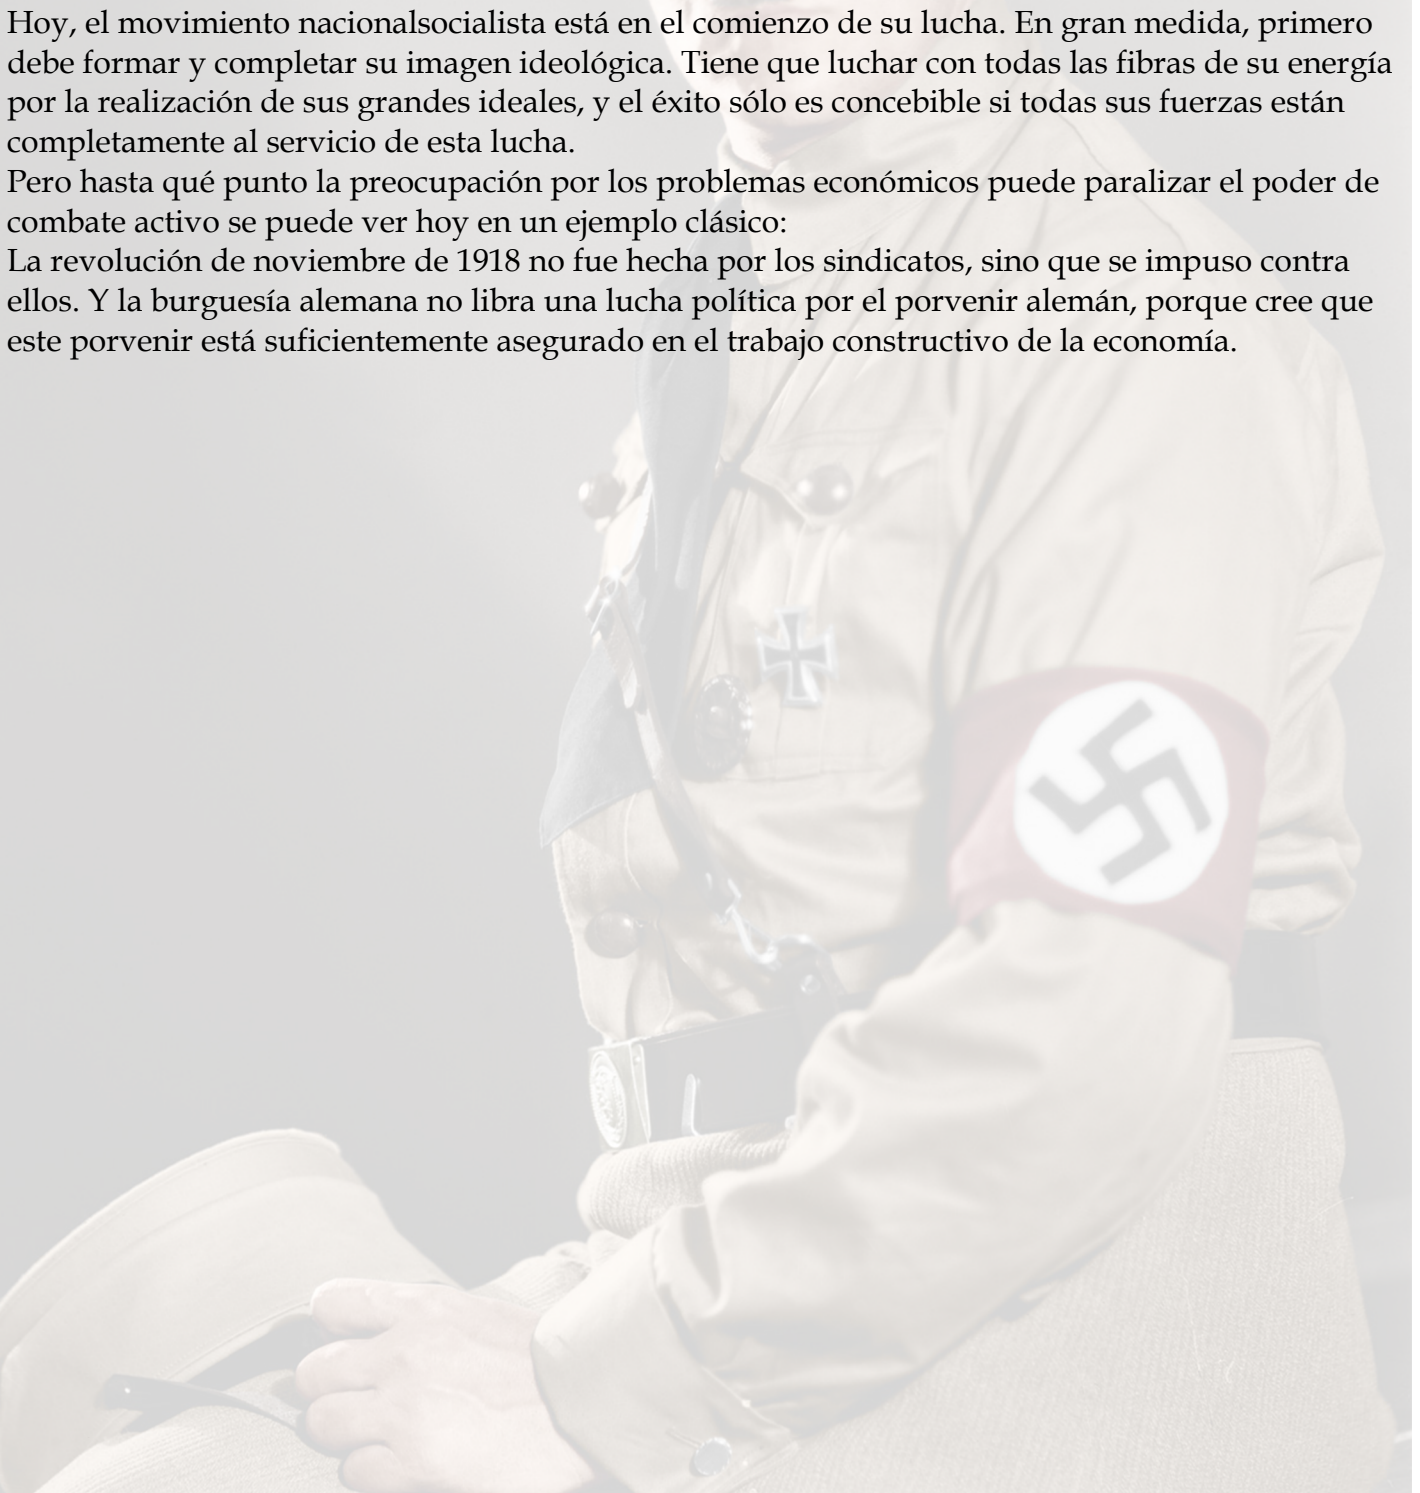 Hoy, el movimiento nacionalsocialista está en el comienzo de su lucha. En gran medida, primero
debe formar y completar su imagen ideológica. Tiene que luchar con todas las fibras de su energía
por la realización de sus grandes ideales, y el éxito sólo es concebible si todas sus fuerzas están
completamente al servicio de esta lucha.
Pero hasta qué punto la preocupación por los problemas económicos puede paralizar el poder de
combate activo se puede ver hoy en un ejemplo clásico:
La revolución de noviembre de 1918 no fue hecha por los sindicatos, sino que se impuso contra
ellos. Y la burguesía alemana no libra una lucha política por el porvenir alemán, porque cree que
este porvenir está suficientemente asegurado en el trabajo constructivo de la economía.